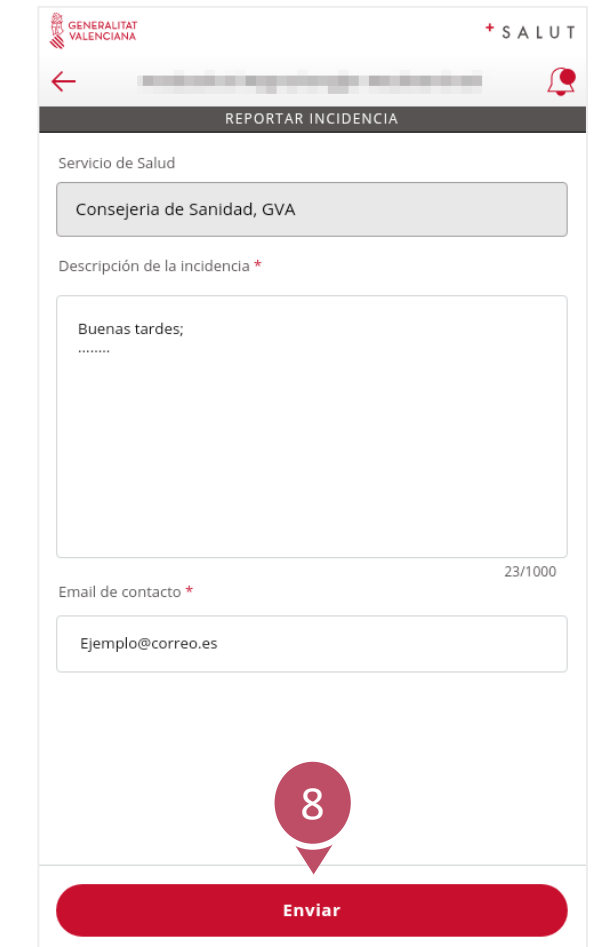 GENERALITAT
VALENCIANA
+SALUT
REPORTAR INCIDENCIA
Servicio de Salud
Consejeria de Sanidad, GVA
Descripción de la incidencia *
Buenas tardes;
........
23/1000
Email de contacto *
Ejemplo@correo.es
8
Enviar